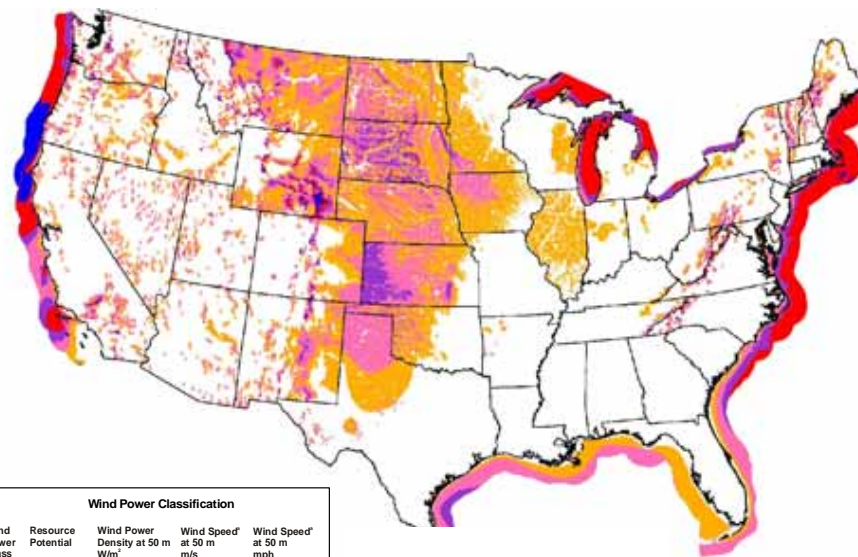 Wind Power Classification
Resource Wind Power Wind Speed Wind Speed
Potential Density at 50 m at 50 m at 50 m
W/m² m/s mph